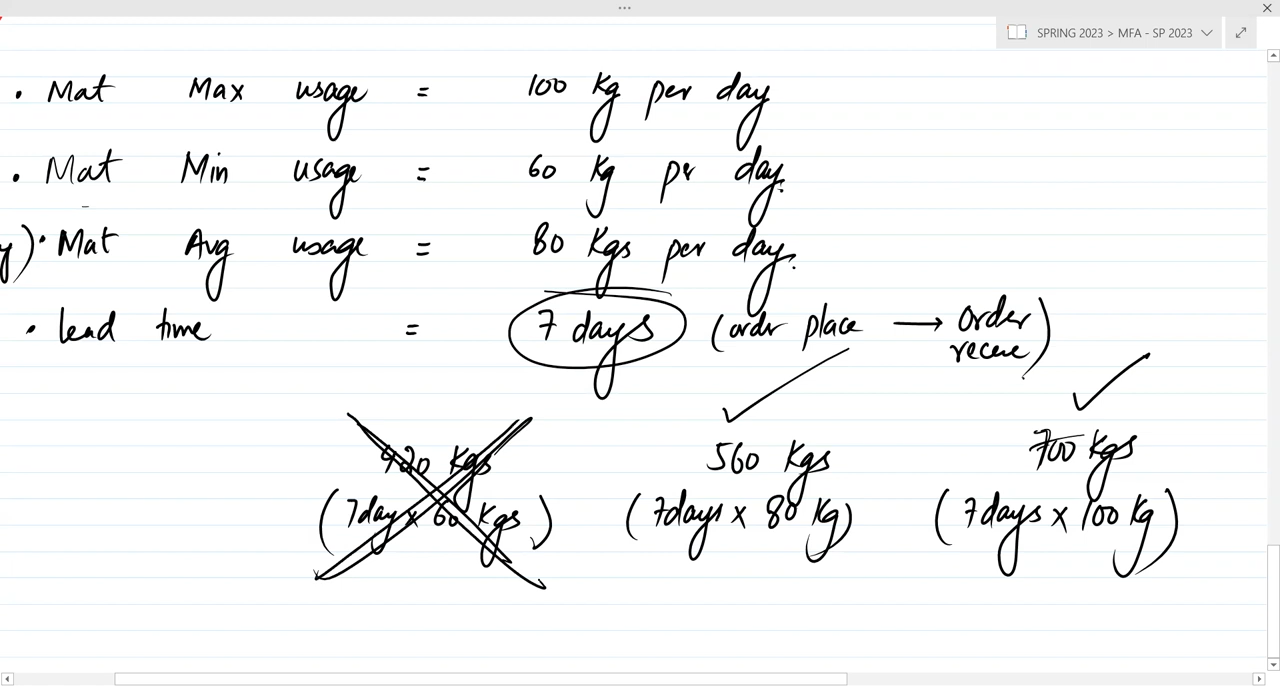 SPRING 2023 > MFA - SP 2023
• Mat Max usage = 100 Kg per day
• Mat Min usage = 60 Kg per day.
y) • Mat Avg usage = 80 Kgs per day.
• lead time = 7 days (order place → order receve)
420 Kgs 560 Kgs 700 Kgs
(7day x 60 Kgs) (7days x 80 Kg) (7days x 100 Kg)